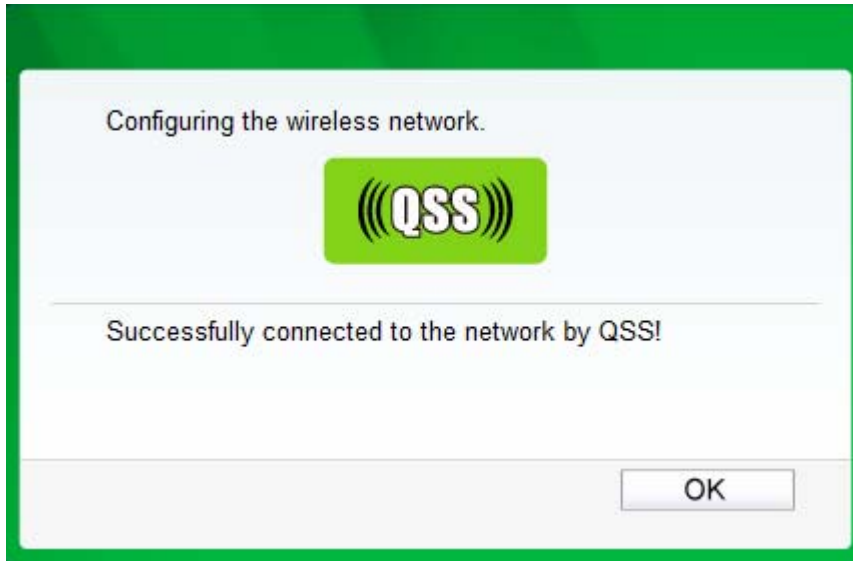 Configuring the wireless network.
(((QSS)))
Successfully connected to the network by QSS!
OK